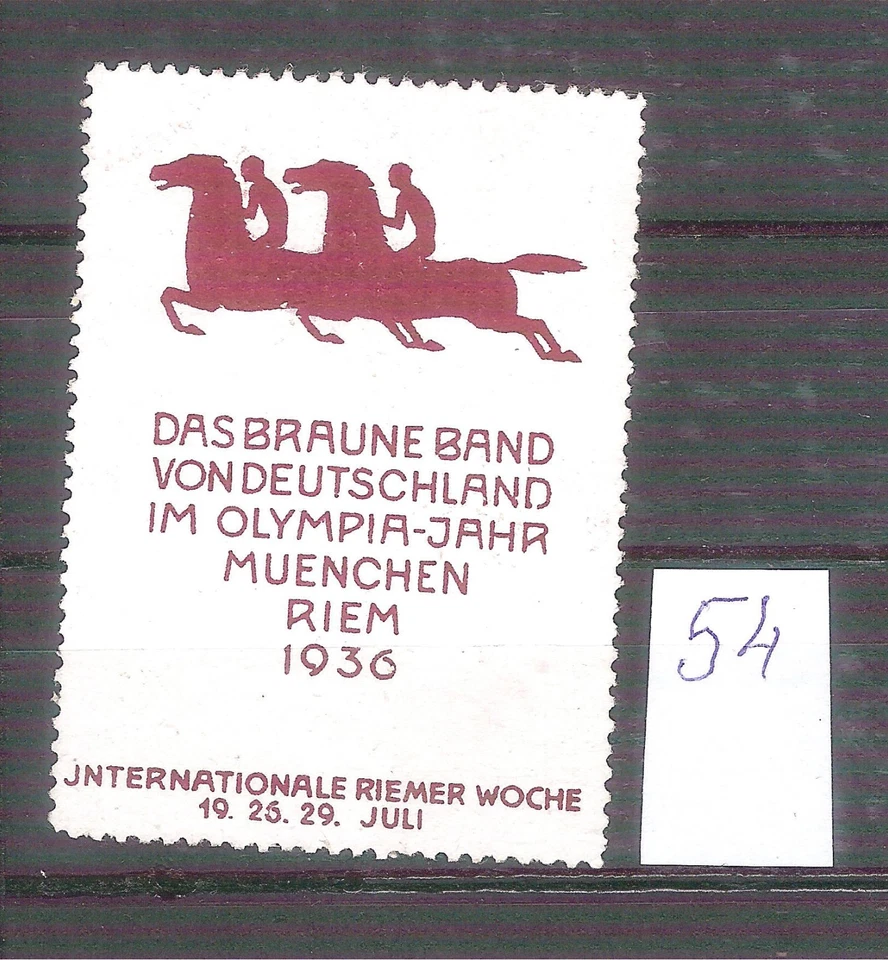 DAS BRAUNE BAND
VON DEUTSCHLAND
IM OLYMPIA-JAHR
MUENCHEN
RIEM
1936
JNTERNATIONALE RIEMER WOCHE
19. 26. 29. JULI
54